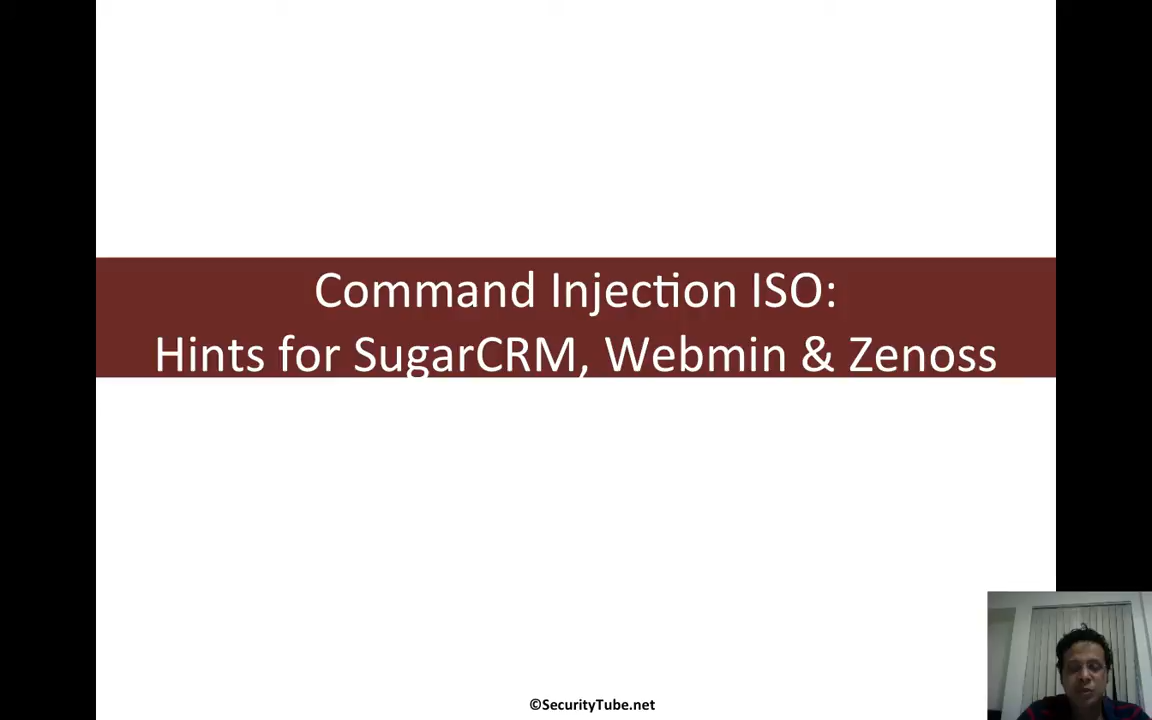 Command Injection ISO:
Hints for SugarCRM, Webmin & Zenoss
©SecurityTube.net